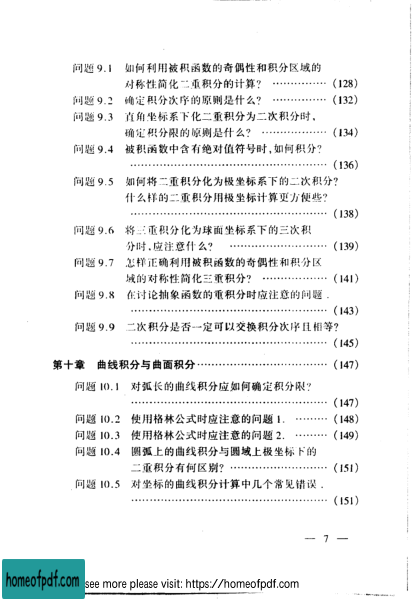 问题 9.1 如何利用被积函数的奇偶性和积分区域的
对称性简化二重积分的计算? …………… (128)
问题 9.2 确定积分次序的原则是什么? ………… (132)
问题 9.3 直角坐标系下化二重积分为二次积分时,
确定积分限的原则是什么? ……………… (134)
问题 9.4 被积函数中含有绝对值符号时,如何积分?
……………………………………………… (136)
问题 9.5 如何将二重积分化为极坐标系下的二次积分?
什么样的二重积分用极坐标计算更方便些?
……………………………………………… (138)
问题 9.6 将三重积分化为球面坐标系下的三次积
分时,应注意什么? ……………………… (139)
问题 9.7 怎样正确利用被积函数的奇偶性和积分区
域的对称性简化三重积分? ……………… (141)
问题 9.8 在讨论抽象函数的重积分时应注意的问题.
……………………………………………… (143)
问题 9.9 二次积分是否一定可以交换积分次序且相等?
……………………………………………… (145)
第十章 曲线积分与曲面积分…………………………… (147)
问题 10.1 对弧长的曲线积分应如何确定积分限?
……………………………………………… (147)
问题 10.2 使用格林公式时应注意的问题 1. ……… (148)
问题 10.3 使用格林公式时应注意的问题 2. ……… (149)
问题 10.4 圆弧上的曲线积分与圆域上极坐标下的
二重积分有何区别? ……………………… (151)
问题 10.5 对坐标的曲线积分计算中几个常见错误.
……………………………………………… (151)
— 7 —
homeofpdf.com
see more please visit: https://homeofpdf.com